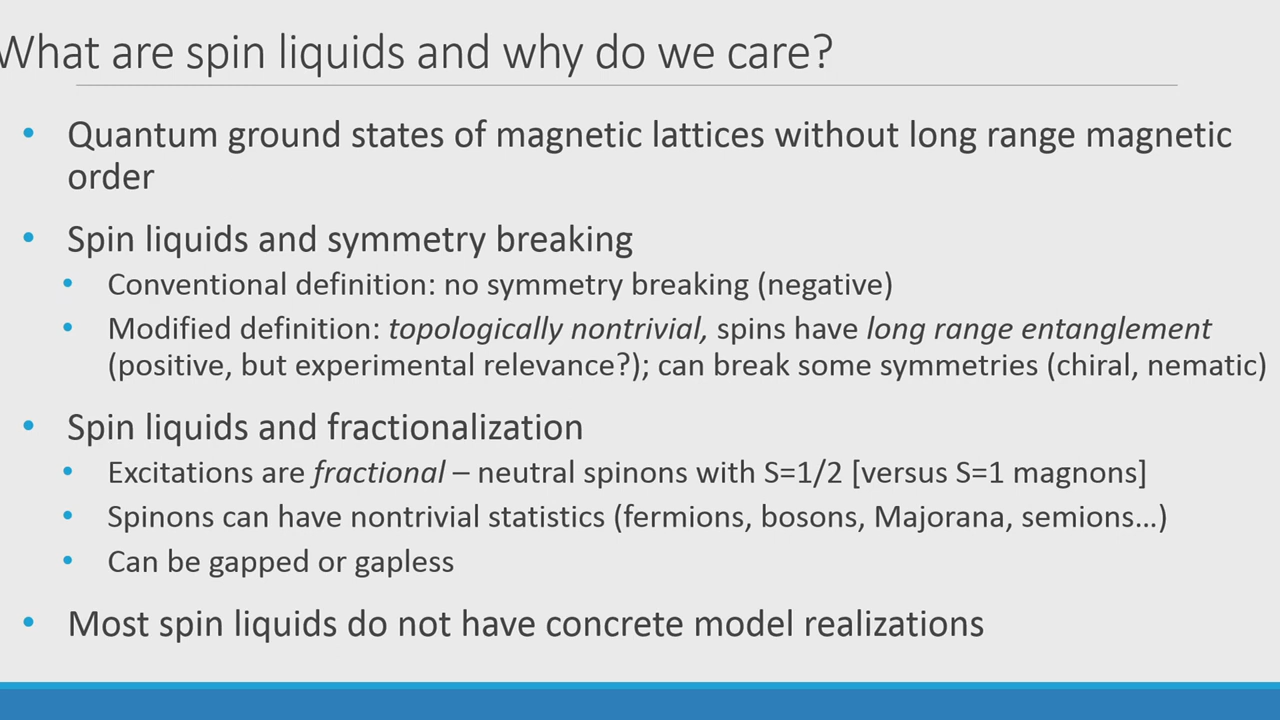 What are spin liquids and why do we care?
• Quantum ground states of magnetic lattices without long range magnetic
order
• Spin liquids and symmetry breaking
• Conventional definition: no symmetry breaking (negative)
• Modified definition: topologically nontrivial, spins have long range entanglement
(positive, but experimental relevance?); can break some symmetries (chiral, nematic)
• Spin liquids and fractionalization
• Excitations are fractional – neutral spinons with S=1/2 [versus S=1 magnons]
• Spinons can have nontrivial statistics (fermions, bosons, Majorana, semions…)
• Can be gapped or gapless
• Most spin liquids do not have concrete model realizations